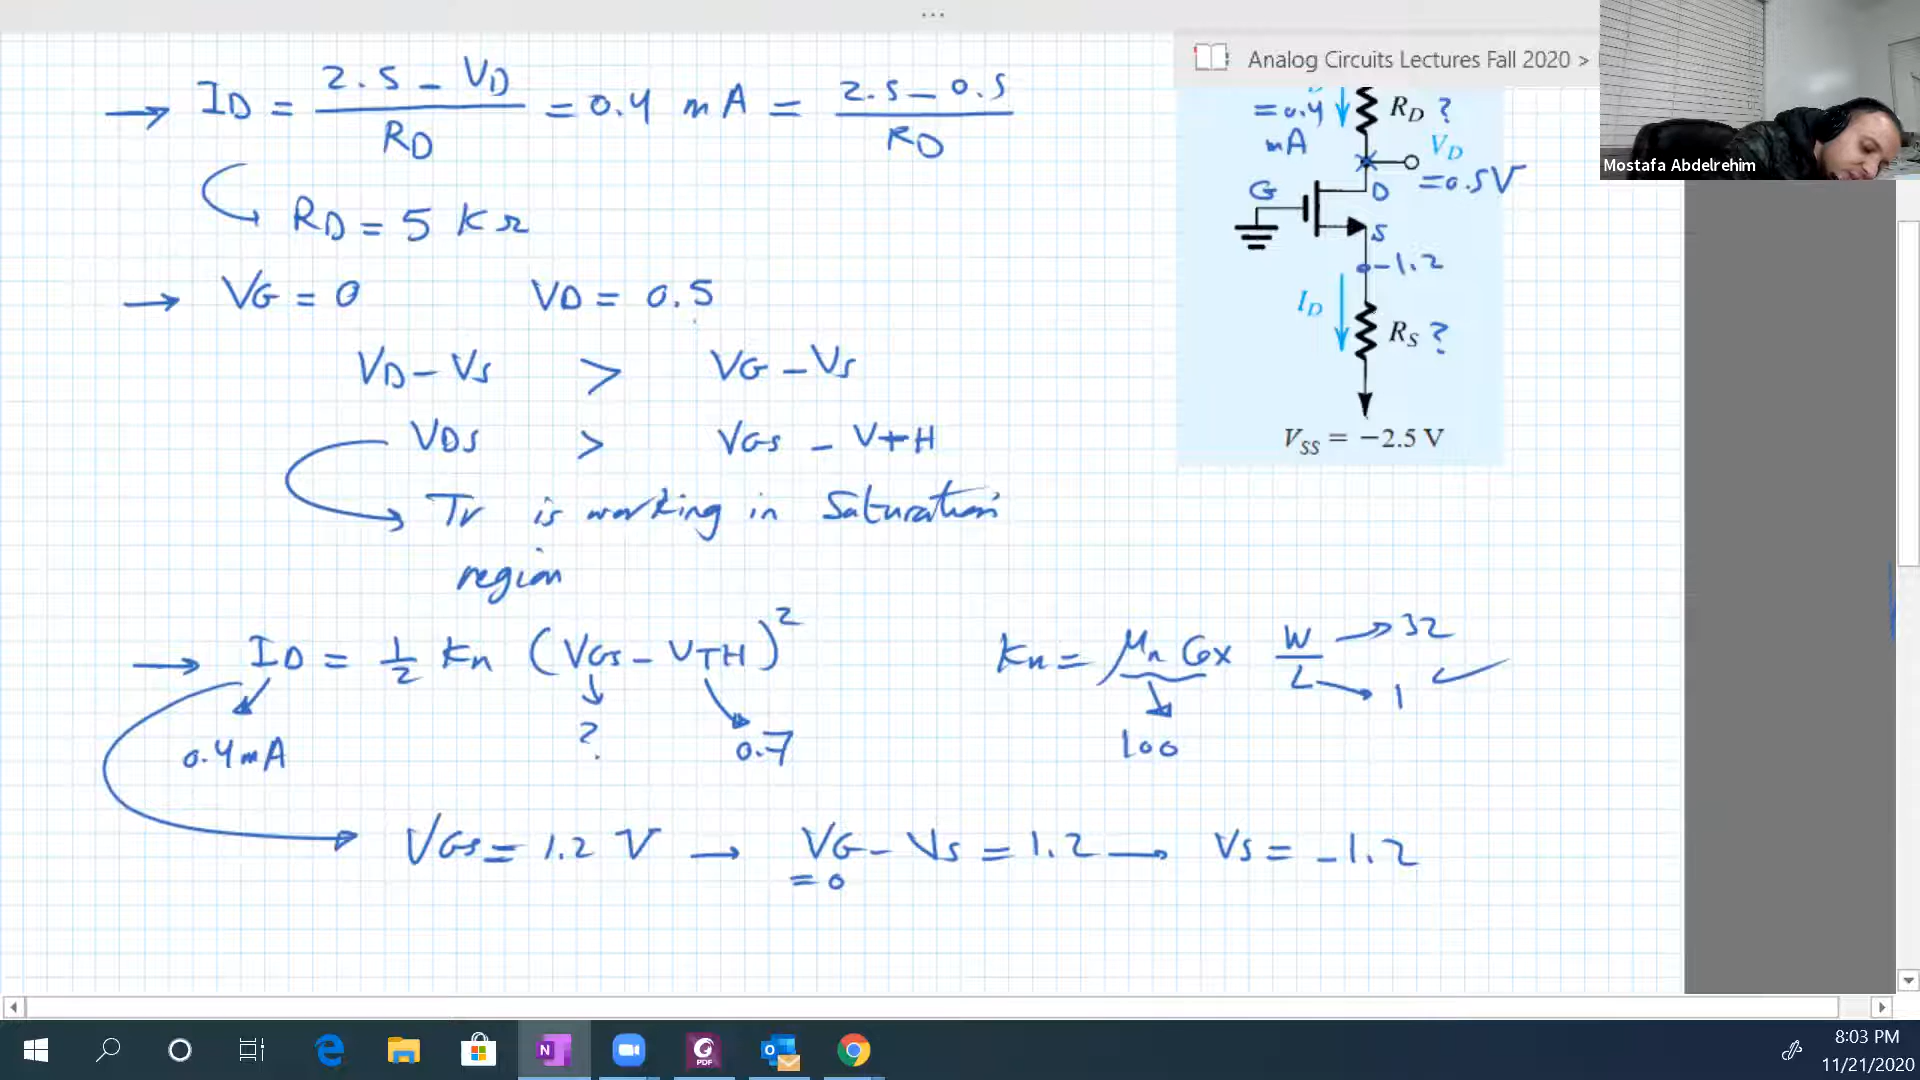 ...
Analog Circuits Lectures Fall 2020 >
Mostafa Abdelrehim
ID = 2.5 - VD / RD = 0.4 mA = 2.5 - 0.5 / RD
RD = 5 KΩ
VG = 0 VD = 0.5
VD - VS > VG - VS
VDS > VGS - VTH
Tr is working in Saturation
region
ID = 1/2 Kn (VGS - VTH)²
0.4mA
?
0.7
Kn = μn Cox W/L
32
1
100
VGS = 1.2 V → VG - VS = 1.2 → VS = -1.2
= 0
= 0.4
mA
RD ?
VD
= 0.5V
G
D
S
-1.2
ID
RS ?
VSS = −2.5 V
N
PDF
8:03 PM
11/21/2020